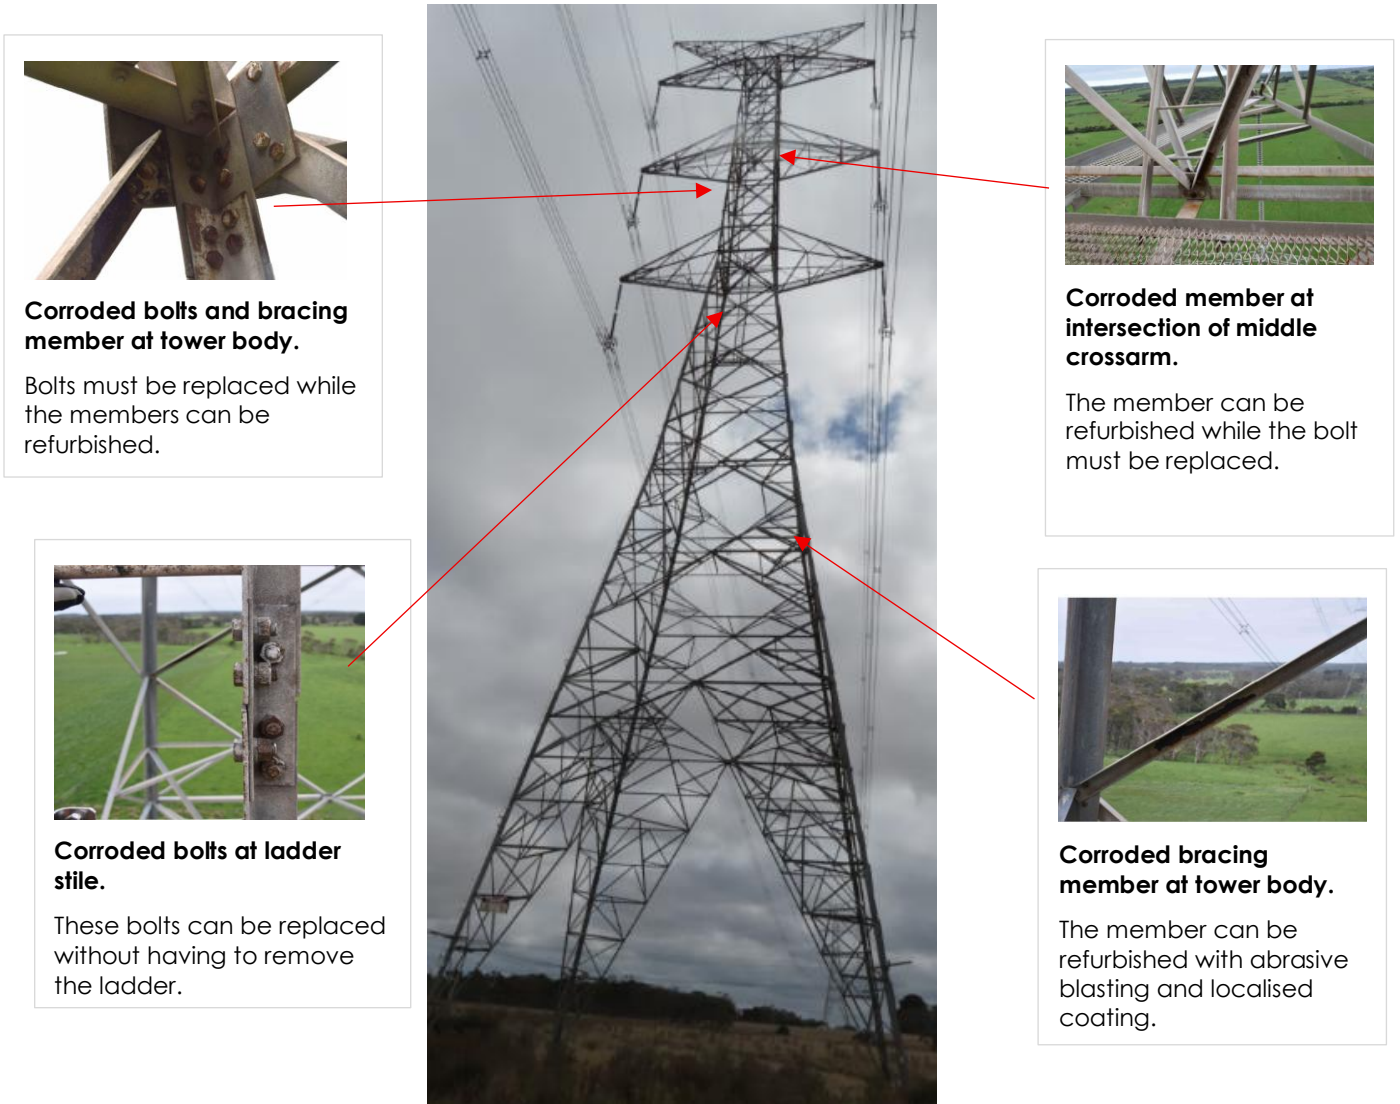 Corroded bolts and bracing
member at tower body.
Bolts must be replaced while
the members can be
refurbished.
Corroded member at
intersection of middle
crossarm.
The member can be
refurbished while the bolt
must be replaced.
Corroded bolts at ladder
stile.
These bolts can be replaced
without having to remove
the ladder.
Corroded bracing
member at tower body.
The member can be
refurbished with abrasive
blasting and localised
coating.